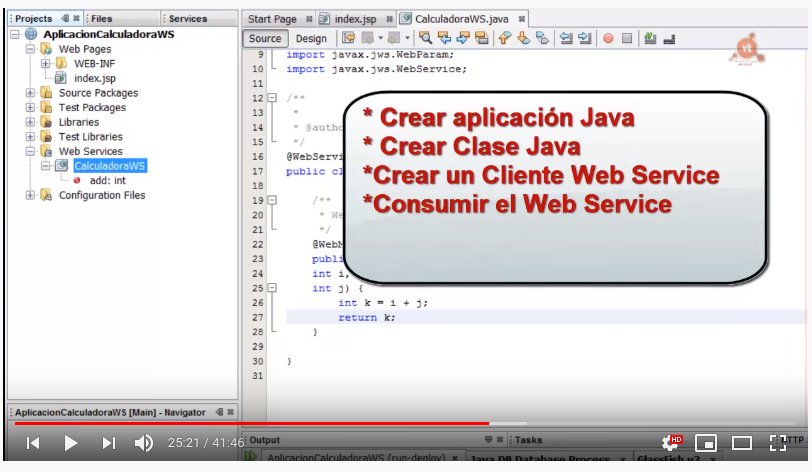 Projects
Files
Services
AplicacionCalculadoraWS
Web Pages
WEB-INF
index.jsp
Source Packages
Test Packages
Libraries
Test Libraries
Web Services
CalculadoraWS
add: int
Configuration Files
AplicacionCalculadoraWS [Main] - Navigator
Start Page
index.jsp
CalculadoraWS.java
Source
Design
9 import javax.jws.WebParam;
10 import javax.jws.WebService;
11
12 /**
13 *
14 * @autho
15 */
16 @WebServi
17 public cl
18
19 /**
20 * We
21 */
22 @WebM
23 publi
24 int i,
25 int j) {
26 int k = i + j;
27 return k;
28 }
29
30 }
31
* Crear aplicación Java
* Crear Clase Java
*Crear un Cliente Web Service
*Consumir el Web Service
yt
25:21 / 41:46
HD
Output
Tasks
HTTP
AplicacionCalculadoraWS (run-deploy)
Java DB Database Process
GlassFish v3